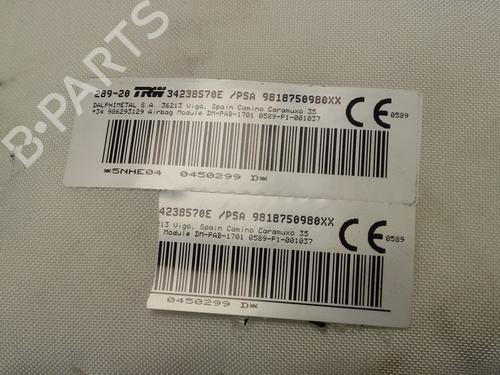 B-PARTS
289-20 TRW 34238570E /PSA 9818750980XX
DALPHIMETAL S.A. 36213 Vigo, Spain Camino Caramuxo 35
+34 986293129 Airbag Module DM-PAB-1701 0589-P1-001037
CE 0589
*5NHE04 0450299 D*
4238570E /PSA 9818750980XX
213 Vigo, Spain Camino Caramuxo 35
Module DM-PAB-1701 0589-P1-001037
CE 0589
0450299 D*